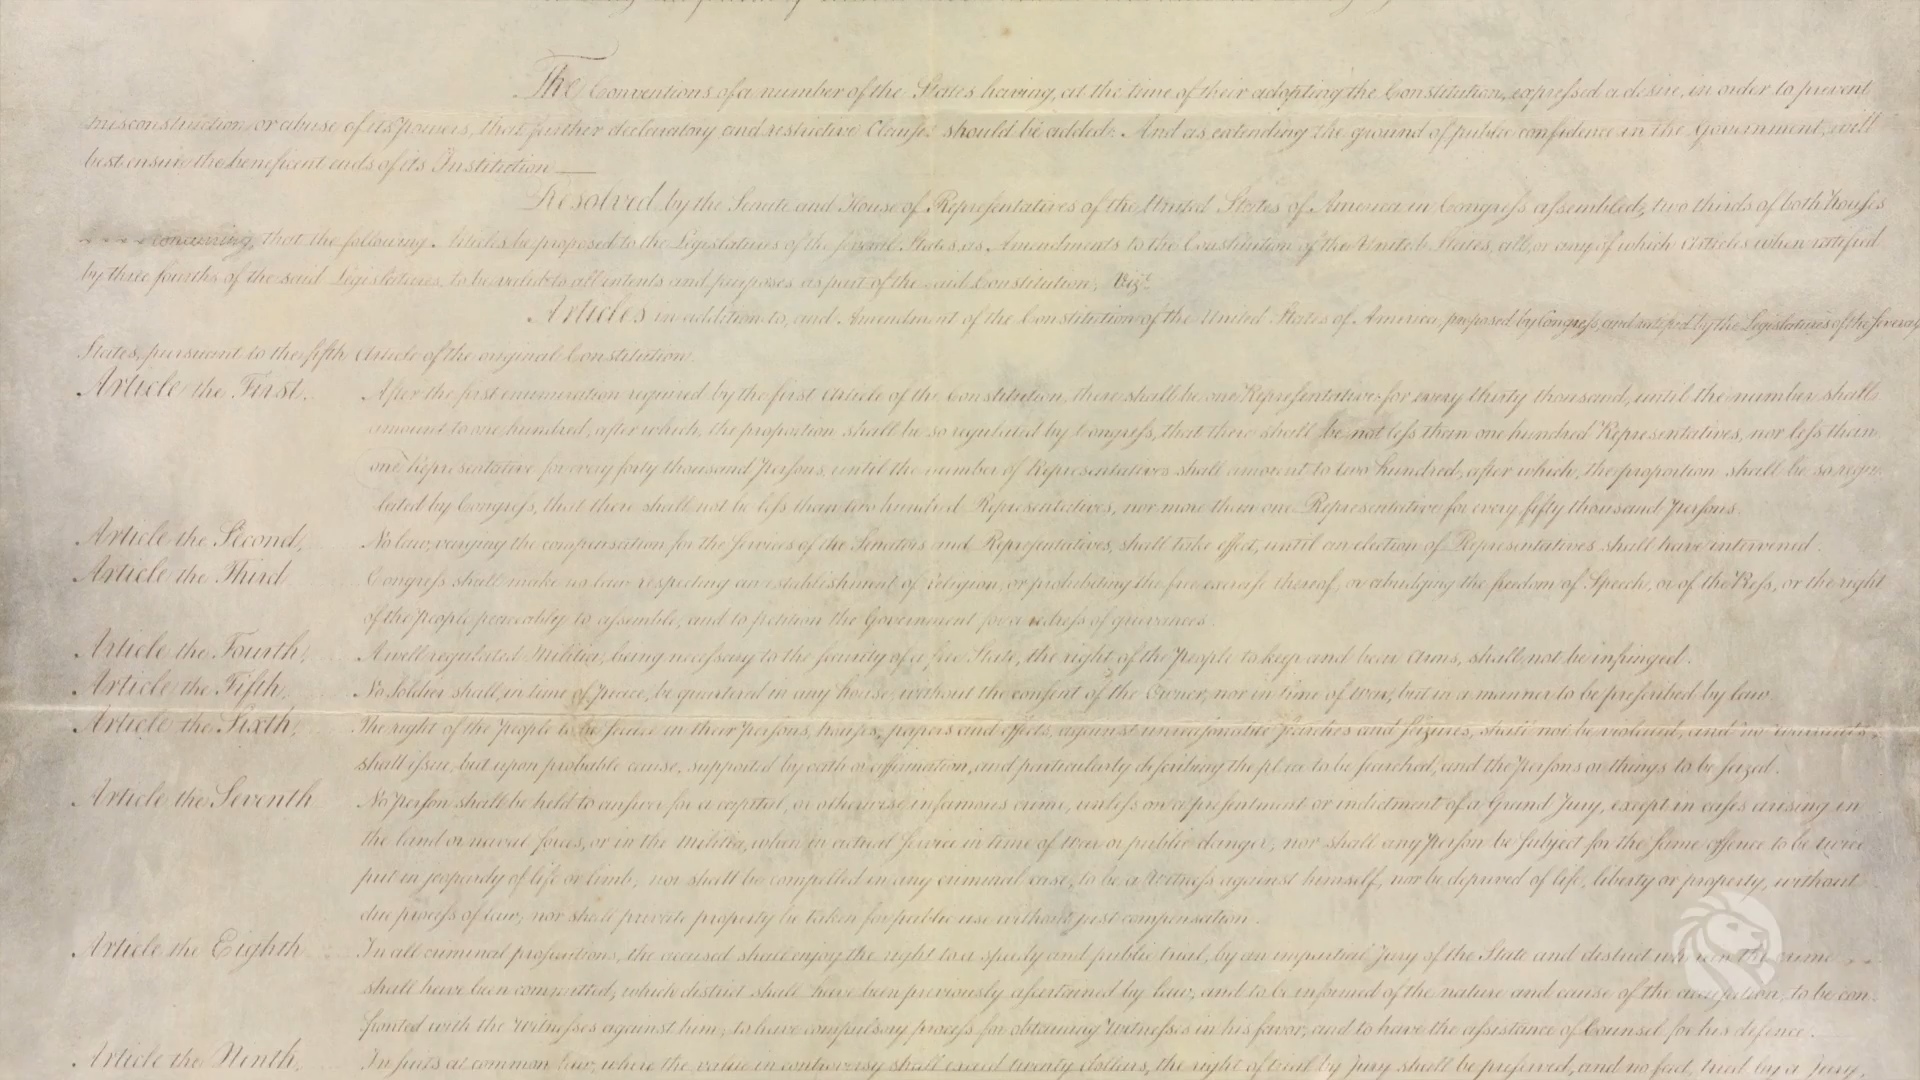 The Conventions of a number of the States having, at the time of their adopting the Constitution, expressed a desire, in order to prevent
misconstruction or abuse of its powers, that further declaratory and restrictive Clauses should be added: And as extending the ground of public confidence in the Government, will
best ensure the beneficent ends of its Institution
Resolved by the Senate and House of Representatives of the United States of America in Congress assembled, two thirds of both houses
concurring, that the following Articles be proposed to the Legislatures of the several States, as Amendments to the Constitution of the United States, all, or any of which articles when ratified
by three fourths of the said Legislatures, to be valid to all intents and purposes as part of the said Constitution, Vizt
Articles in addition to, and Amendment of the Constitution of the United States of America, proposed by Congress, and ratified by the Legislatures of the several
States, pursuant to the fifth Article of the original Constitution.
Article the First. After the first enumeration required by the first Article of the Constitution, there shall be one Representative for every thirty thousand, until the number shall
amount to one hundred, after which, the proportion shall be so regulated by Congress, that there shall be not less than one hundred Representatives, nor less than
one Representative for every forty thousand Persons, until the number of Representatives shall amount to two hundred, after which, the proportion shall be so regu-
lated by Congress, that there shall not be less than two hundred Representatives, nor more than one Representative for every fifty thousand Persons.
Article the Second, No law, varying the compensation for the services of the Senators and Representatives, shall take effect, until an election of Representatives shall have intervened.
Article the Third Congress shall make no law respecting an establishment of religion, or prohibiting the free exercise thereof, or abridging the freedom of Speech, or of the Press, or the right
of the People peaceably to assemble, and to petition the Government for a redress of grievances.
Article the Fourth, A well regulated Militia, being necessary to the security of a free State, the right of the People to keep and bear Arms, shall not be infringed.
Article the Fifth, No Soldier shall, in time of Peace, be quartered in any house, without the consent of the Owner, nor in time of War, but in a manner to be prescribed by law
Article the Sixth, The right of the People to be secure in their Persons, houses, papers and effects, against unreasonable Searches and Seizures, shall not be violated, and no warrants,
shall issue, but upon probable cause, supported by oath or affirmation, and particularly describing the place to be searched, and the Persons or things to be seized.
Article the Seventh No Person shall be held to answer for a capital, or otherwise infamous crime, unless on a presentment or indictment of a Grand Jury, except in cases arising in
the land or naval forces, or in the Militia, when in actual Service in time of War or public danger, nor shall any Person be subject for the same offence to be twice
put in jeopardy of life or limb, nor shall be compelled in any criminal case, to be a Witness against himself, nor be deprived of life, liberty or property, without
due process of law; nor shall private property be taken for public use without just compensation.
Article the Eighth In all criminal prosecutions, the accused shall enjoy the right to a speedy and public trial, by an impartial Jury of the State and district wherein the crime
shall have been committed, which district shall have been previously ascertained by law, and to be informed of the nature and cause of the accusation, to be con-
fronted with the Witnesses against him, to have compulsory process for obtaining Witnesses in his favor, and to have the assistance of Counsel for his defence.
Article the Ninth, In suits at common law, where the value in controversy shall exceed twenty dollars, the right of trial by Jury shall be preserved, and no fact, tried by a Jury,